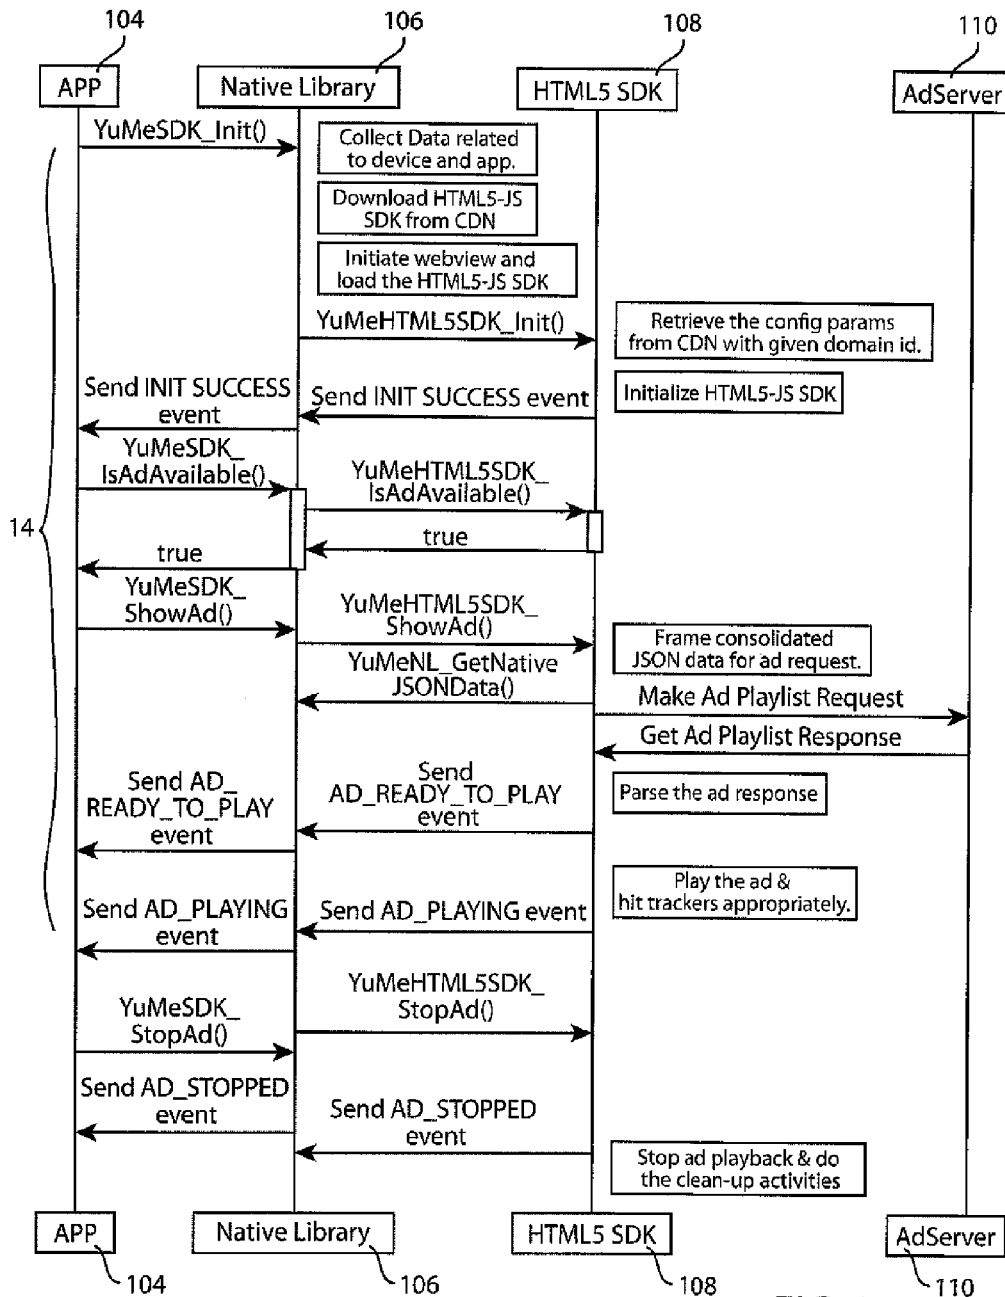 104
106
108
110
APP
Native Library
HTML5 SDK
AdServer
YuMeSDK_Init()
Collect Data related
to device and app.
Download HTML5-JS
SDK from CDN
Initiate webview and
load the HTML5-JS SDK
YuMeHTML5SDK_Init()
Retrieve the config params
from CDN with given domain id.
Initialize HTML5-JS SDK
Send INIT SUCCESS event
Send INIT SUCCESS
event
YuMeSDK_
IsAdAvailable()
YuMeHTML5SDK_
IsAdAvailable()
14
true
true
YuMeSDK_
ShowAd()
YuMeHTML5SDK_
ShowAd()
Frame consolidated
JSON data for ad request.
YuMeNL_GetNative
JSONData()
Make Ad Playlist Request
Get Ad Playlist Response
Parse the ad response
Send
AD_READY_TO_PLAY
event
Send AD_
READY_TO_PLAY
event
Play the ad &
hit trackers appropriately.
Send AD_PLAYING event
Send AD_PLAYING
event
YuMeSDK_
StopAd()
YuMeHTML5SDK_
StopAd()
Send AD_STOPPED
event
Send AD_STOPPED
event
Stop ad playback & do
the clean-up activities
APP
Native Library
HTML5 SDK
AdServer
104
106
108
110